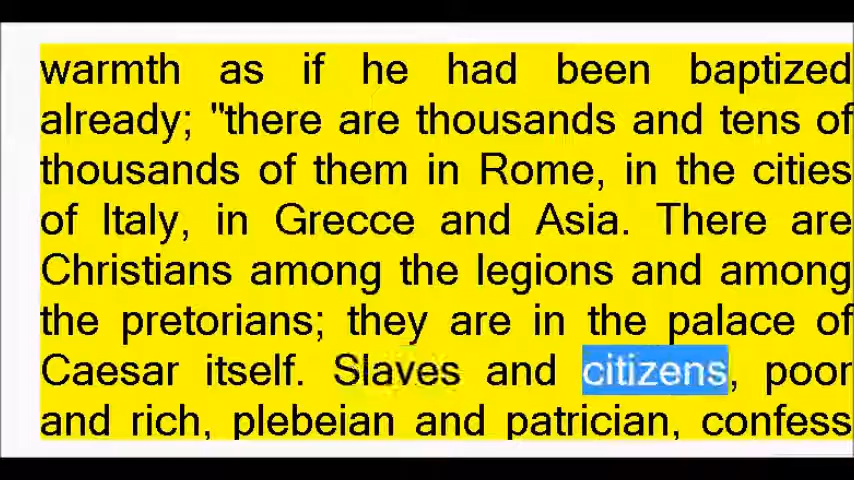 warmth as if he had been baptized
already; "there are thousands and tens of
thousands of them in Rome, in the cities
of Italy, in Grecce and Asia. There are
Christians among the legions and among
the pretorians; they are in the palace of
Caesar itself. Slaves and citizens, poor
and rich, plebeian and patrician, confess